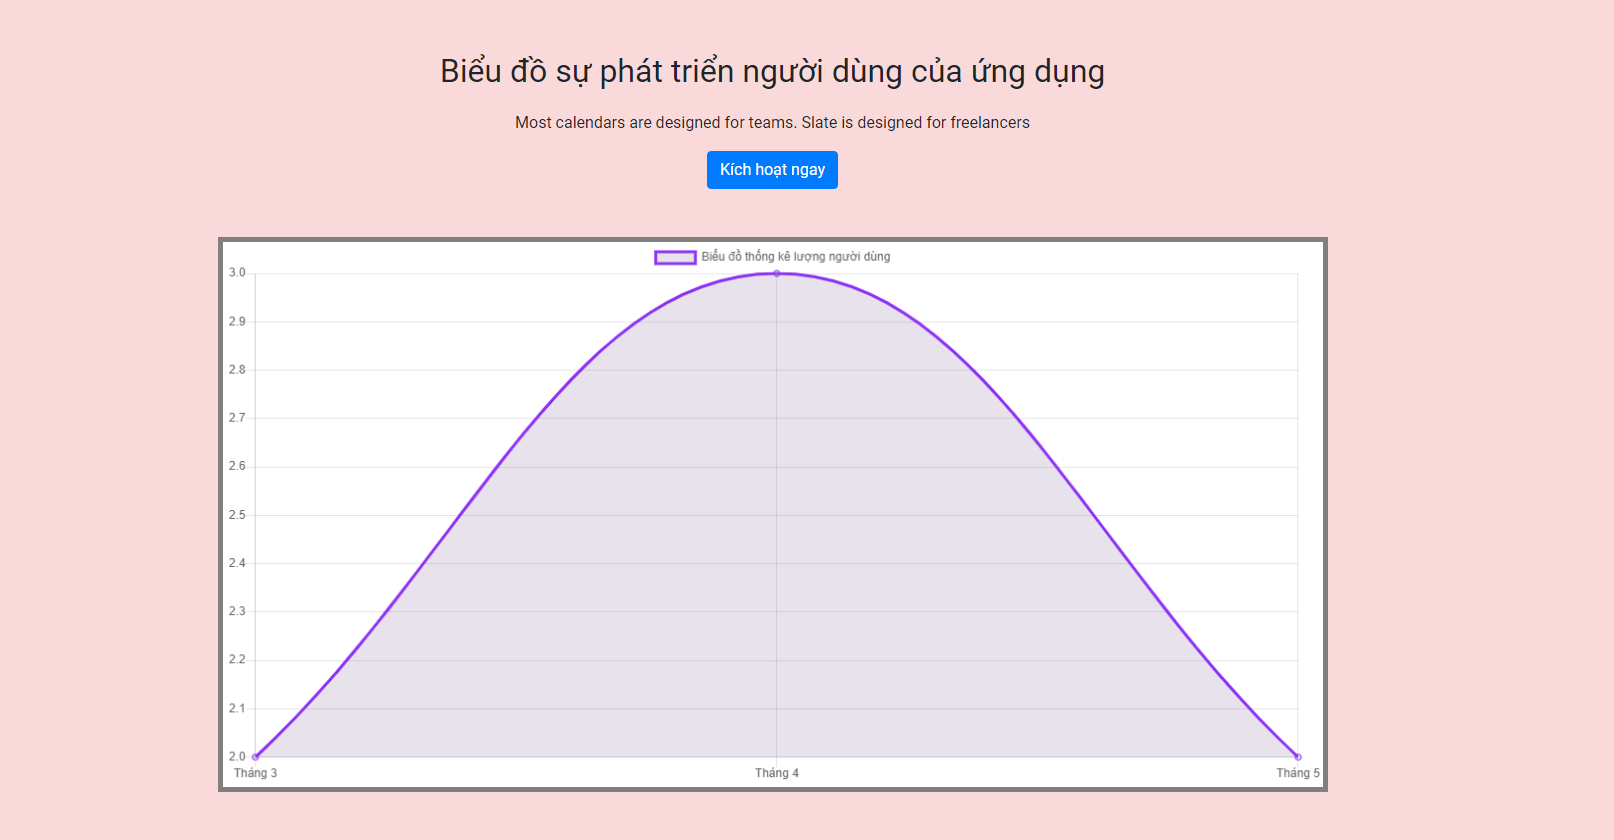 Biểu đồ sự phát triển người dùng của ứng dụng
Most calendars are designed for teams. Slate is designed for freelancers
Kích hoạt ngay
Biểu đồ thống kê lượng người dùng
3.0
2.9
2.8
2.7
2.6
2.5
2.4
2.3
2.2
2.1
2.0
Tháng 3 Tháng 4 Tháng 5